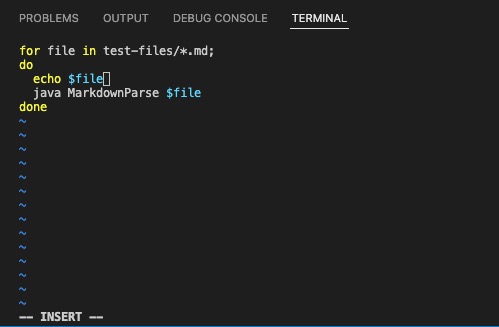 PROBLEMS OUTPUT DEBUG CONSOLE TERMINAL
for file in test-files/*.md;
do
  echo $file
  java MarkdownParse $file
done
~
~
~
~
~
~
~
~
~
~
~
~
~
~
-- INSERT --